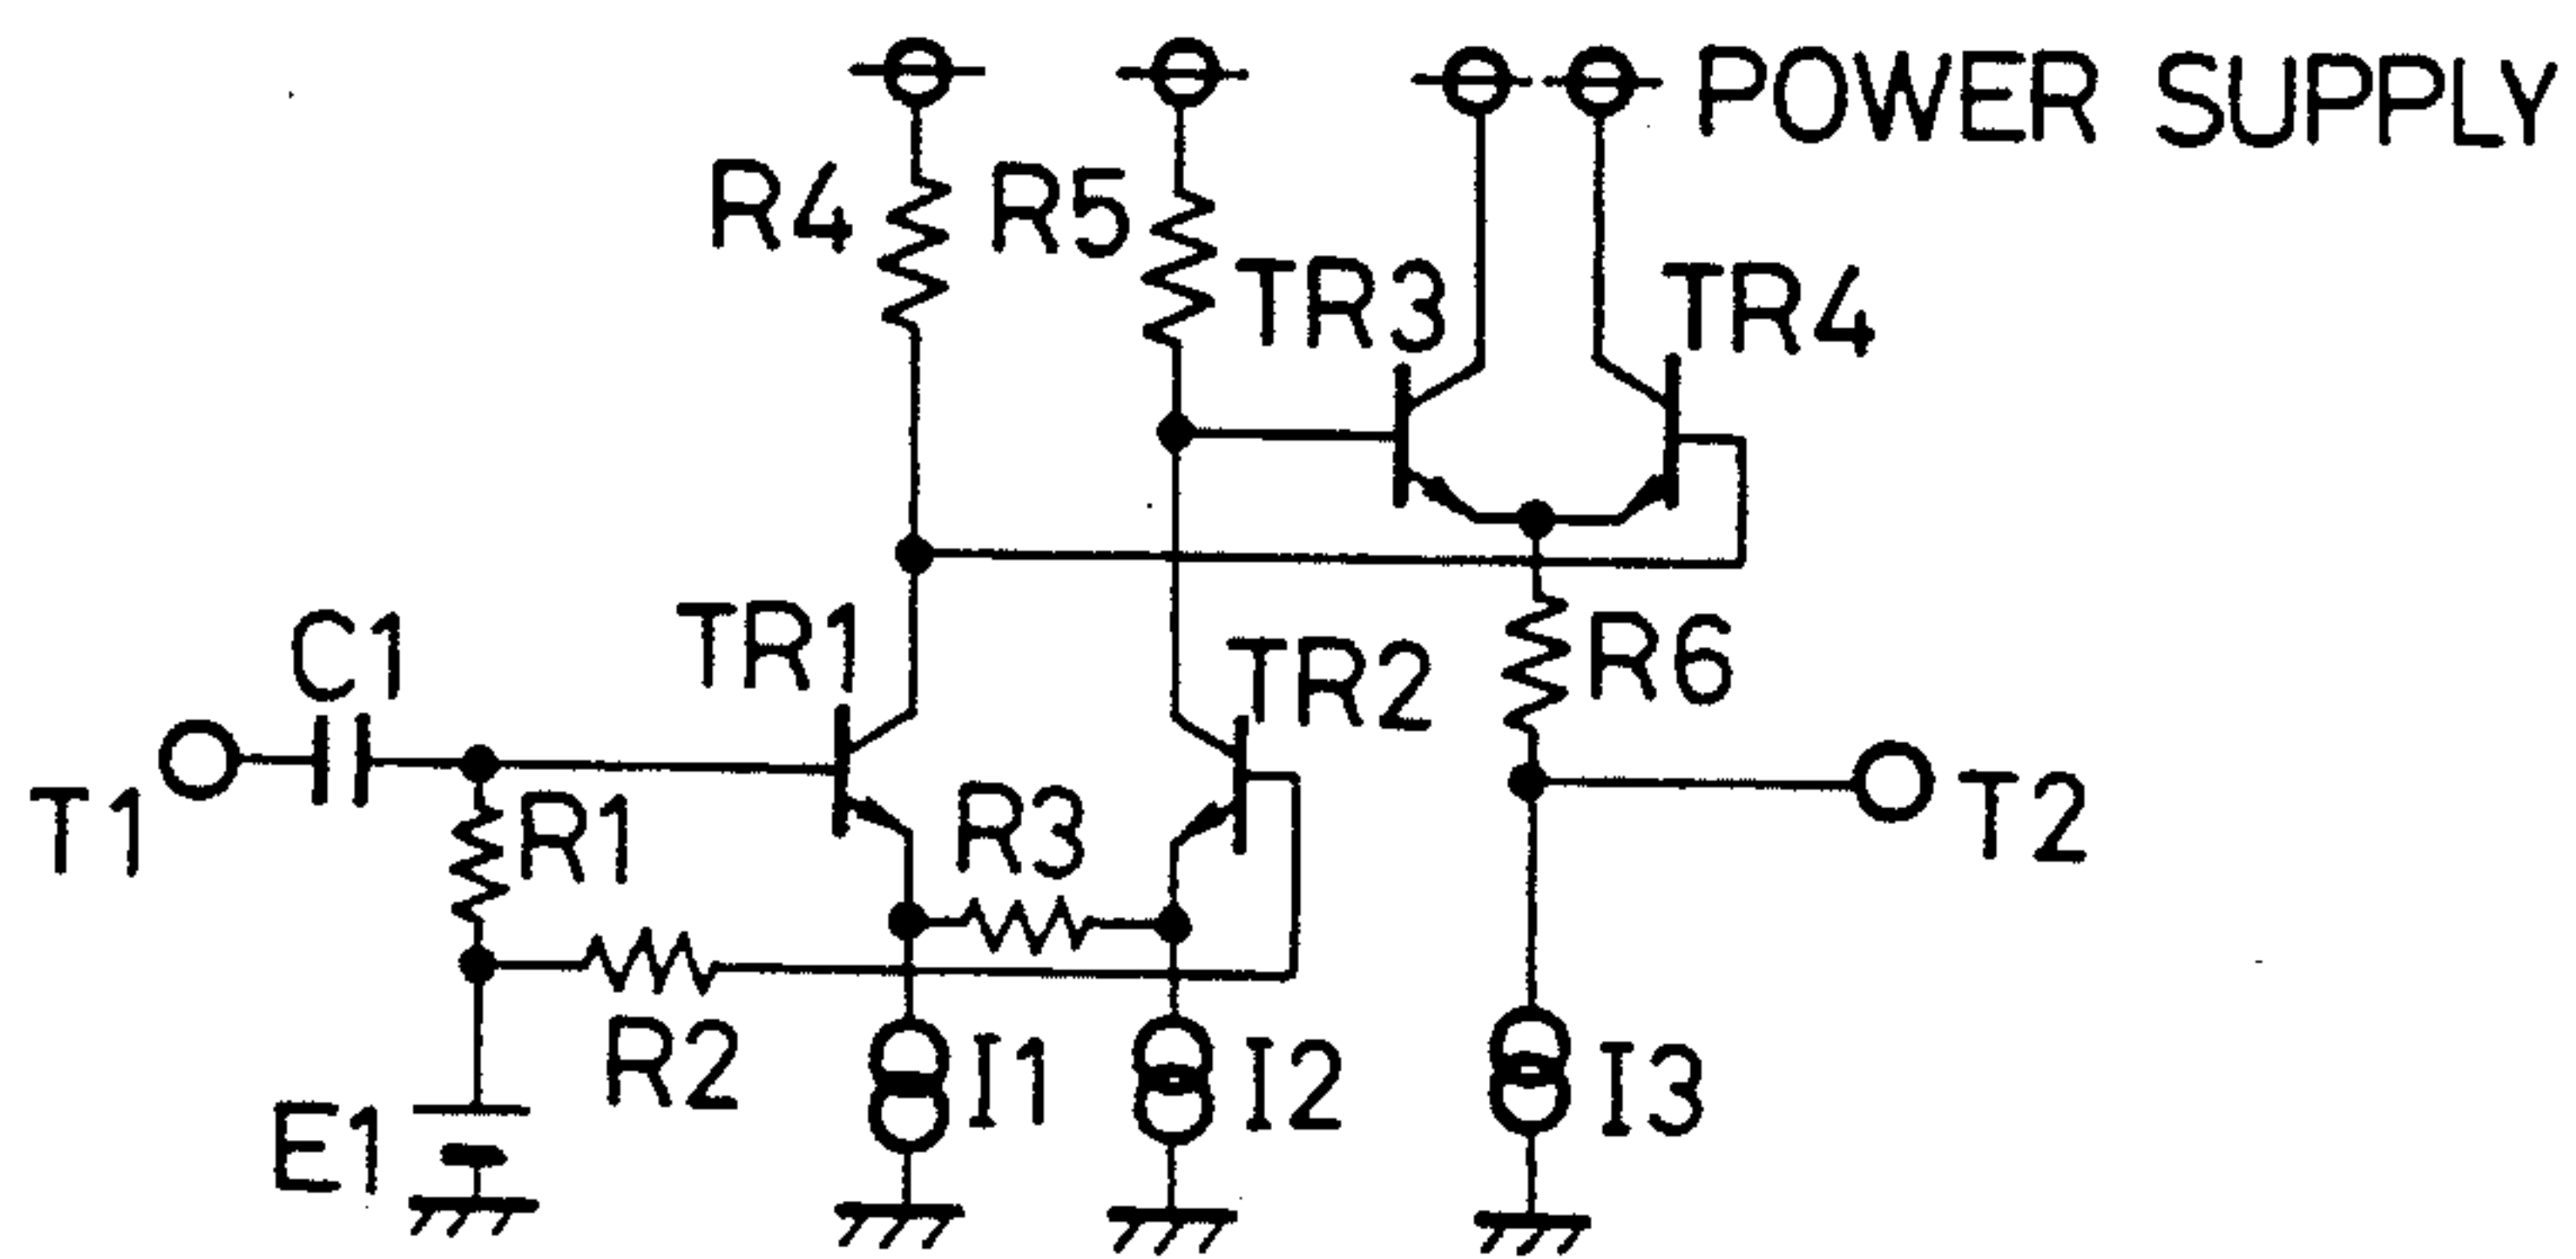 POWER SUPPLY
R4
R5
TR3
TR4
C1
TR1
TR2
R6
T1
R1
R3
T2
R2
E1
I1
I2
I3